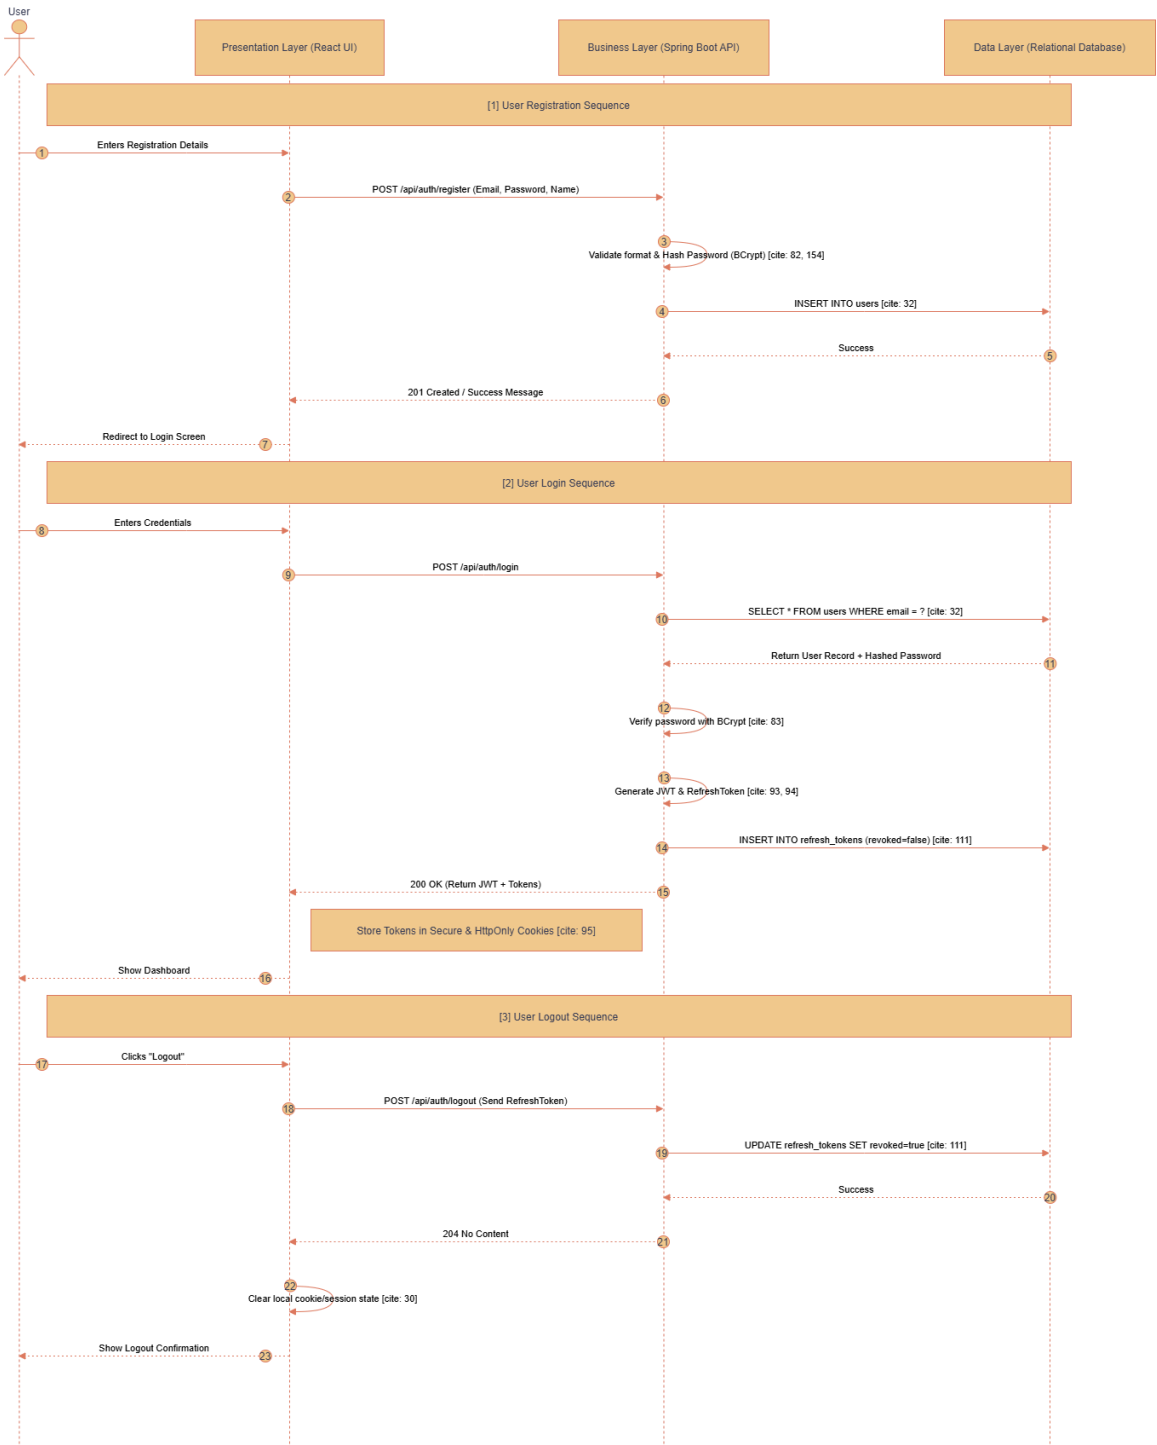 User
Presentation Layer (React UI)
Business Layer (Spring Boot API)
Data Layer (Relational Database)
[1] User Registration Sequence
1
Enters Registration Details
2
POST /api/auth/register (Email, Password, Name)
3
Validate format & Hash Password (BCrypt) [cite: 82, 154]
4
INSERT INTO users [cite: 32]
Success
5
201 Created / Success Message
6
Redirect to Login Screen
7
[2] User Login Sequence
8
Enters Credentials
9
POST /api/auth/login
10
SELECT * FROM users WHERE email = ? [cite: 32]
Return User Record + Hashed Password
11
12
Verify password with BCrypt [cite: 83]
13
Generate JWT & RefreshToken [cite: 93, 94]
14
INSERT INTO refresh_tokens (revoked=false) [cite: 111]
200 OK (Return JWT + Tokens)
15
Store Tokens in Secure & HttpOnly Cookies [cite: 95]
Show Dashboard
16
[3] User Logout Sequence
17
Clicks "Logout"
18
POST /api/auth/logout (Send RefreshToken)
19
UPDATE refresh_tokens SET revoked=true [cite: 111]
Success
20
204 No Content
21
22
Clear local cookie/session state [cite: 30]
Show Logout Confirmation
23